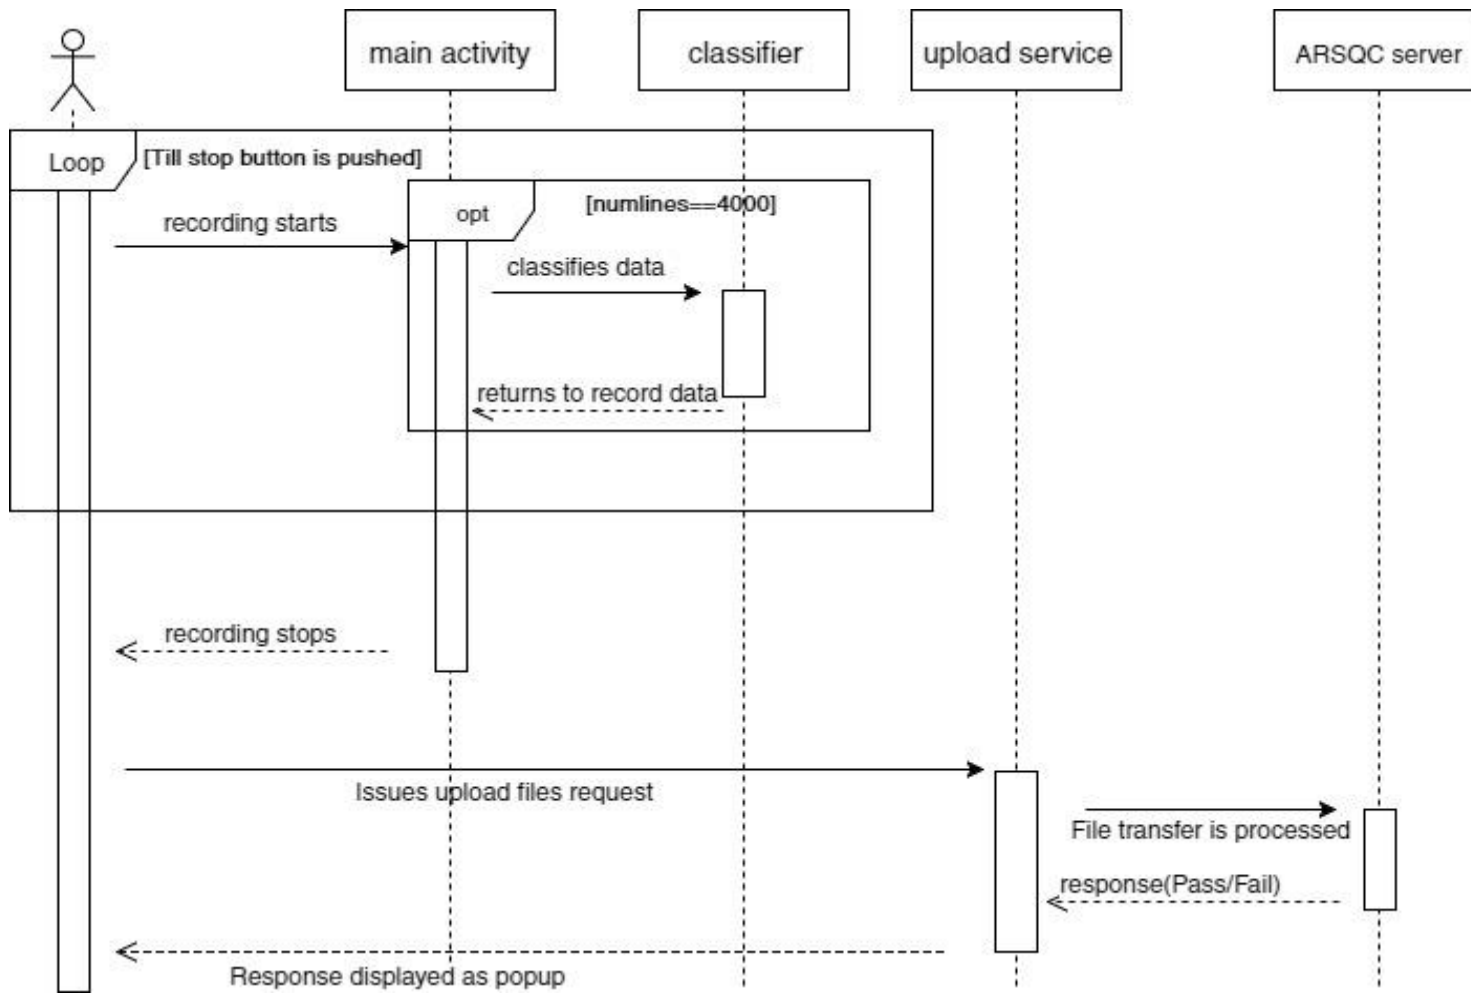 main activity
classifier
upload service
ARSQC server
Loop
[Till stop button is pushed]
opt
[numlines==4000]
recording starts
classifies data
returns to record data
recording stops
Issues upload files request
File transfer is processed
response(Pass/Fail)
Response displayed as popup